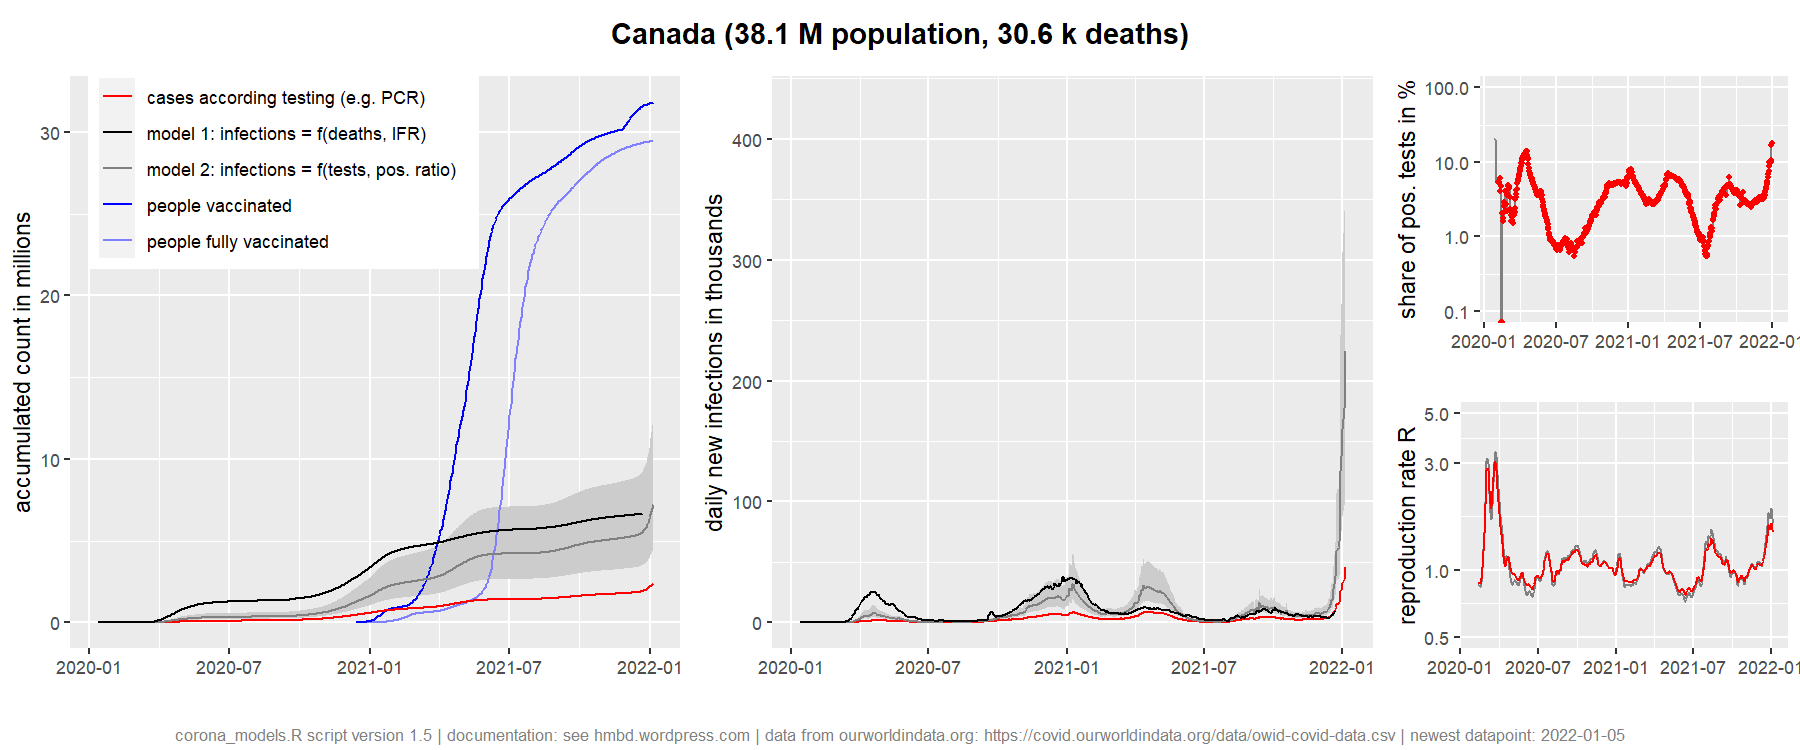 Canada (38.1 M population, 30.6 k deaths)
accumulated count in millions
30
20
10
0
2020-01 2020-07 2021-01 2021-07 2022-01
cases according testing (e.g. PCR)
model 1: infections = f(deaths, IFR)
model 2: infections = f(tests, pos. ratio)
people vaccinated
people fully vaccinated
daily new infections in thousands
400
300
200
100
0
2020-01 2020-07 2021-01 2021-07 2022-01
share of pos. tests in %
100.0
10.0
1.0
0.1
2020-01 2020-07 2021-01 2021-07 2022-01
reproduction rate R
5.0
3.0
1.0
0.5
2020-01 2020-07 2021-01 2021-07 2022-01
corona_models.R script version 1.5 | documentation: see hmbd.wordpress.com | data from ourworldindata.org: https://covid.ourworldindata.org/data/owid-covid-data.csv | newest datapoint: 2022-01-05